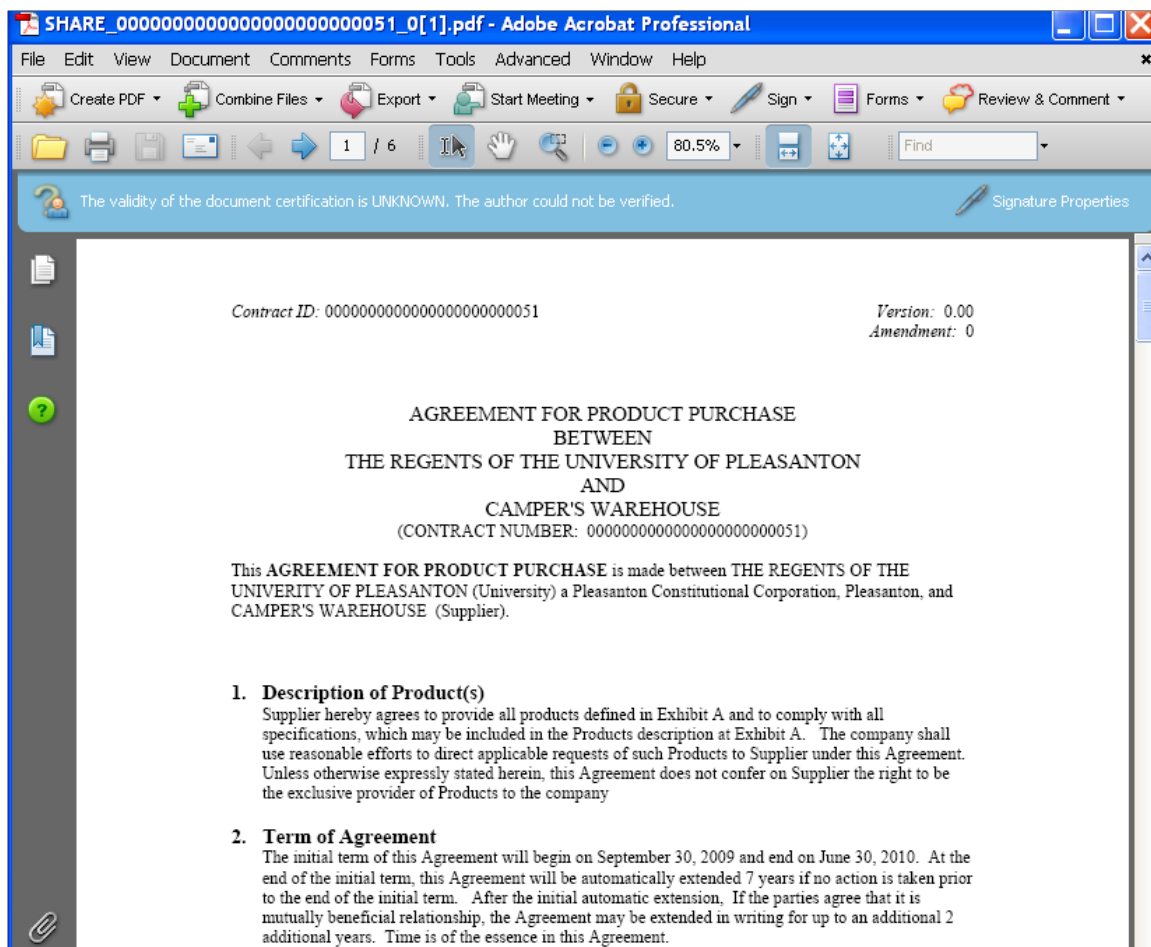 SHARE_0000000000000000000000051_0[1].pdf - Adobe Acrobat Professional
File Edit View Document Comments Forms Tools Advanced Window Help
Create PDF Combine Files Export Start Meeting Secure Sign Forms Review & Comment
1 / 6 80.5% Find
The validity of the document certification is UNKNOWN. The author could not be verified. Signature Properties
Contract ID: 0000000000000000000000051 Version: 0.00
Amendment: 0
AGREEMENT FOR PRODUCT PURCHASE
BETWEEN
THE REGENTS OF THE UNIVERSITY OF PLEASANTON
AND
CAMPER'S WAREHOUSE
(CONTRACT NUMBER: 0000000000000000000000051)
This AGREEMENT FOR PRODUCT PURCHASE is made between THE REGENTS OF THE
UNIVERITY OF PLEASANTON (University) a Pleasanton Constitutional Corporation, Pleasanton, and
CAMPER'S WAREHOUSE (Supplier).
1. Description of Product(s)
Supplier hereby agrees to provide all products defined in Exhibit A and to comply with all
specifications, which may be included in the Products description at Exhibit A. The company shall
use reasonable efforts to direct applicable requests of such Products to Supplier under this Agreement.
Unless otherwise expressly stated herein, this Agreement does not confer on Supplier the right to be
the exclusive provider of Products to the company
2. Term of Agreement
The initial term of this Agreement will begin on September 30, 2009 and end on June 30, 2010. At the
end of the initial term, this Agreement will be automatically extended 7 years if no action is taken prior
to the end of the initial term. After the initial automatic extension, If the parties agree that it is
mutually beneficial relationship, the Agreement may be extended in writing for up to an additional 2
additional years. Time is of the essence in this Agreement.